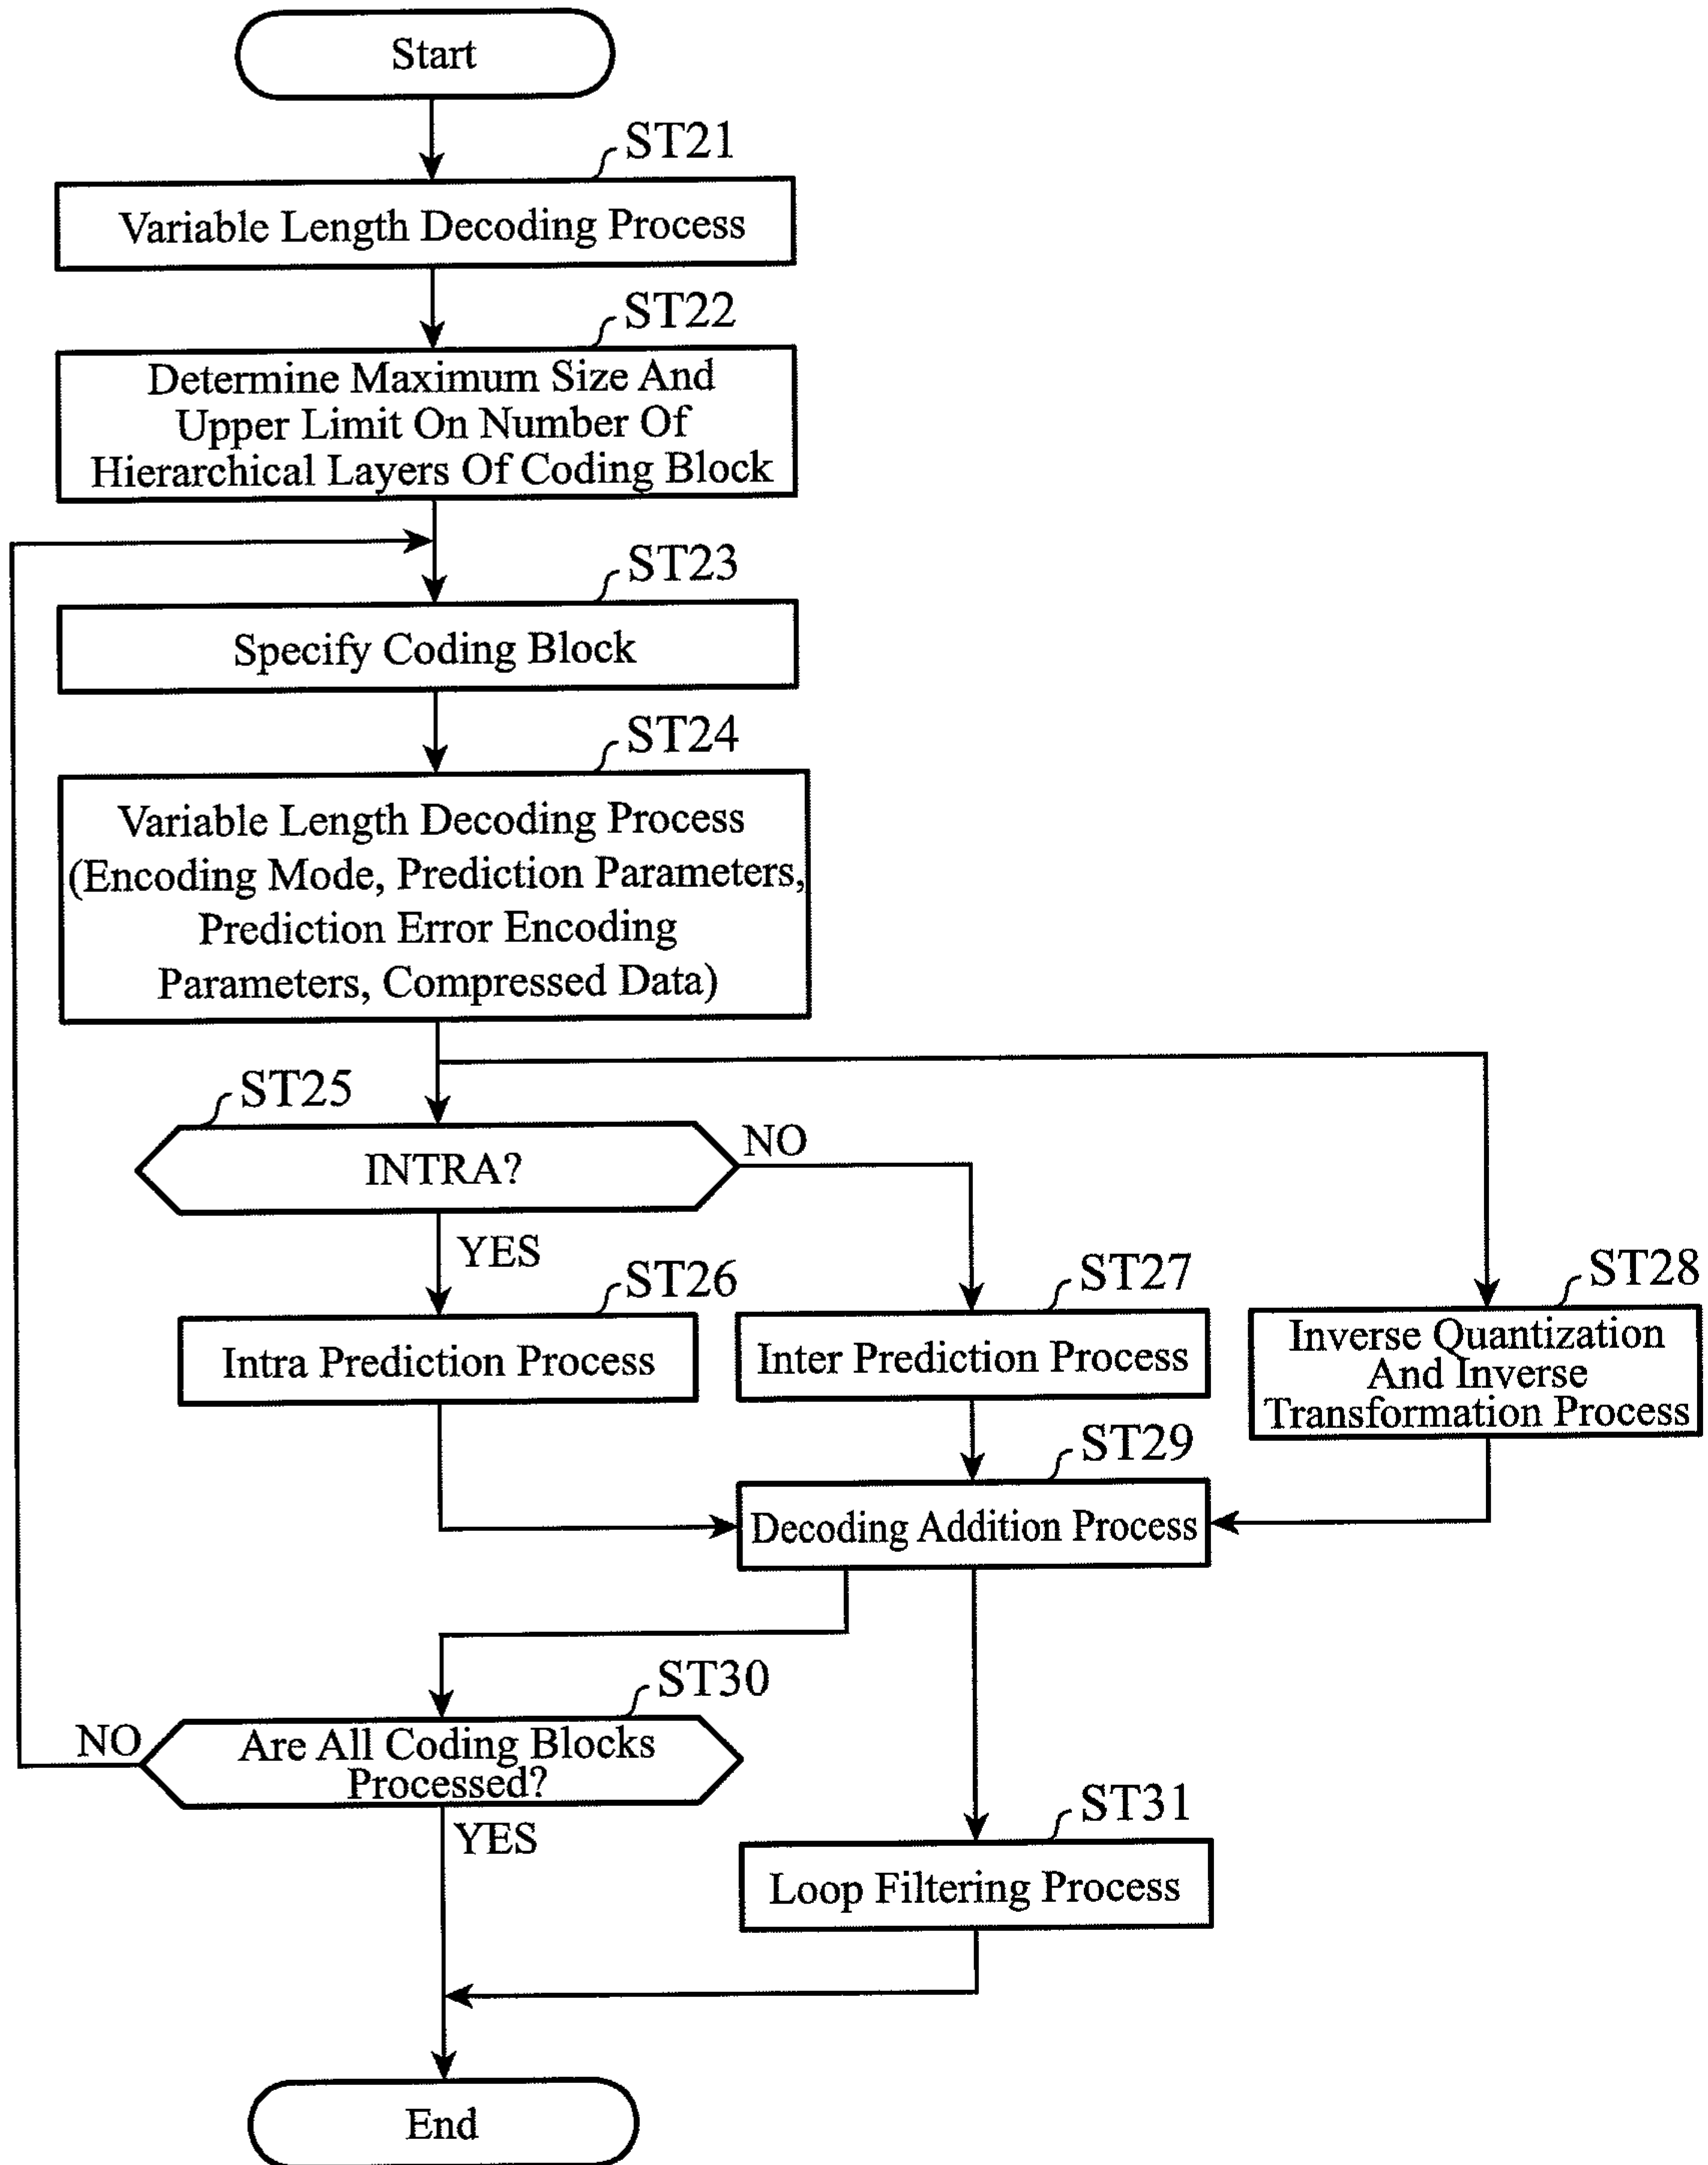 Start
ST21
Variable Length Decoding Process
ST22
Determine Maximum Size And
Upper Limit On Number Of
Hierarchical Layers Of Coding Block
ST23
Specify Coding Block
ST24
Variable Length Decoding Process
(Encoding Mode, Prediction Parameters,
Prediction Error Encoding
Parameters, Compressed Data)
ST25
INTRA?
NO
YES
ST26
Intra Prediction Process
ST27
Inter Prediction Process
ST28
Inverse Quantization
And Inverse
Transformation Process
ST29
Decoding Addition Process
ST30
Are All Coding Blocks
Processed?
NO
YES
ST31
Loop Filtering Process
End